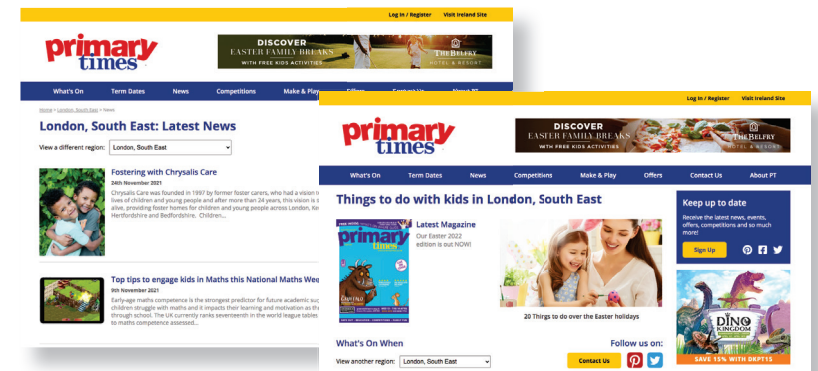 Log In / Register Visit Ireland Site
primary
times
DISCOVER
EASTER FAMILY BREAKS
WITH FREE KIDS ACTIVITIES
THE BELFRY
HOTEL & RESORT
What's On Term Dates News Competitions Make & Play
Home > London, South East > News
London, South East: Latest News
View a different region: London, South East
Fostering with Chrysalis Care
24th November 2021
Chrysalis Care was founded in 1997 by former foster carers, who had a vision
lives of children and young people and after more than 24 years, this vision is
alive, providing foster homes for children and young people across London,
Hertfordshire and Bedfordshire, Children...
Top tips to engage kids in Maths this National Maths
9th November 2021
Early-age maths competence is the strongest predictor for future academic
children struggle with maths and it impacts their learning and motivation as
through school. The UK currently ranks seventeenth in the world league tables
to maths competence assessed...
Log In / Register Visit Ireland Site
primary
times
DISCOVER
EASTER FAMILY BREAKS
WITH FREE KIDS ACTIVITIES
THE BELFRY
HOTEL & RESORT
What's On Term Dates News Competitions Make & Play Offers Contact Us About PT
Things to do with kids in London, South East
primary
times
Latest Magazine
Our Easter 2022
edition is out NOW!
20 Things to do over the Easter holidays
What's On When
View another region: London, South East
Follow us on:
Contact Us
Keep up to date
Receive the latest news, events,
offers, competitions and so much
more!
Sign Up
DINO
KINGDOM
SAVE 15% WITH DKPT15